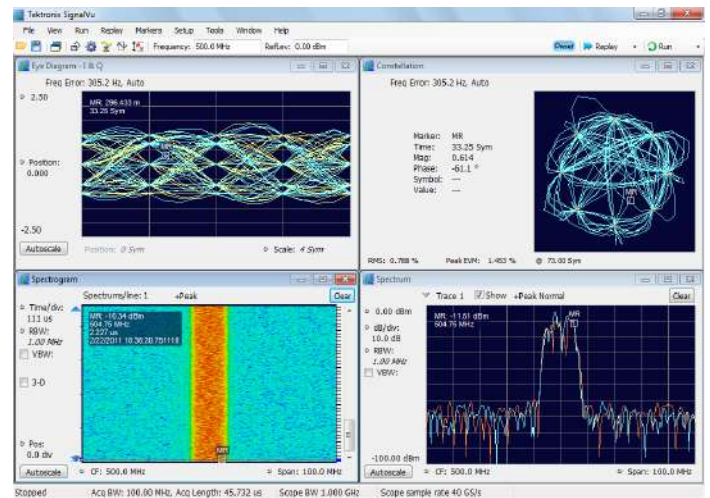 Tektronix SignalVu
File View Run Replay Markers Setup Tools Window Help
Frequency: 500.0 MHz RefLev: 0.00 dBm Preset Replay Run
Eye Diagram - I & Q
Freq Error: 305.2 Hz, Auto
2.50
MR: 296.433 m
33.25 Sym
MR
Position:
0.000
-2.50
Autoscale Position: 0 Sym Scale: 4 Sym
Constellation
Freq Error: 305.2 Hz, Auto
Marker: MR
Time: 33.25 Sym
Mag: 0.614
Phase: -61.1 °
Symbol: ---
Value: ---
MR
RMS: 0.788 % Peak EVM: 1.453 % @ 73.00 Sym
Spectrogram
Spectrums/line: 1 +Peak Clear
Time/div:
111 us
RBW:
1.00 MHz
VBW:
3-D
Pos:
0.0 div
MR: -10.34 dBm
504.75 MHz
2.227 us
MR
Autoscale CF: 500.0 MHz Span: 100.0 MHz
Spectrum
Trace 1 Show +Peak Normal Clear
0.00 dBm
dB/div:
10.0 dB
RBW:
1.00 MHz
VBW:
MR: -11.51 dBm
504.75 MHz
MR
-100.00 dBm
Autoscale CF: 500.0 MHz Span: 100.0 MHz
Stopped Acq BW: 100.00 MHz, Acq Length: 45.732 us Scope BW 1.000 GHz Scope sample rate 40 GS/s